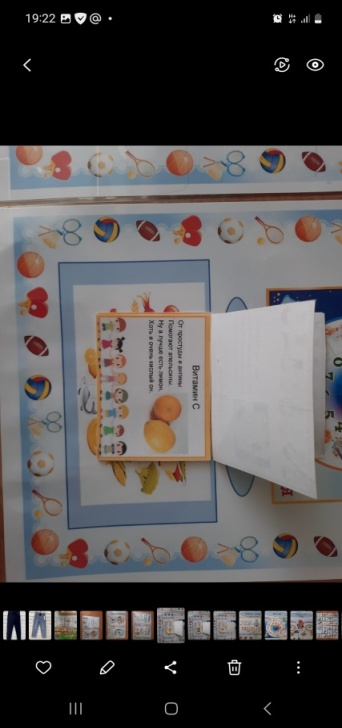 19:22
Витамин С
От простуды и ангины
Помогают апельсины.
Ну а лучше есть лимон,
Хоть и очень кислый он.